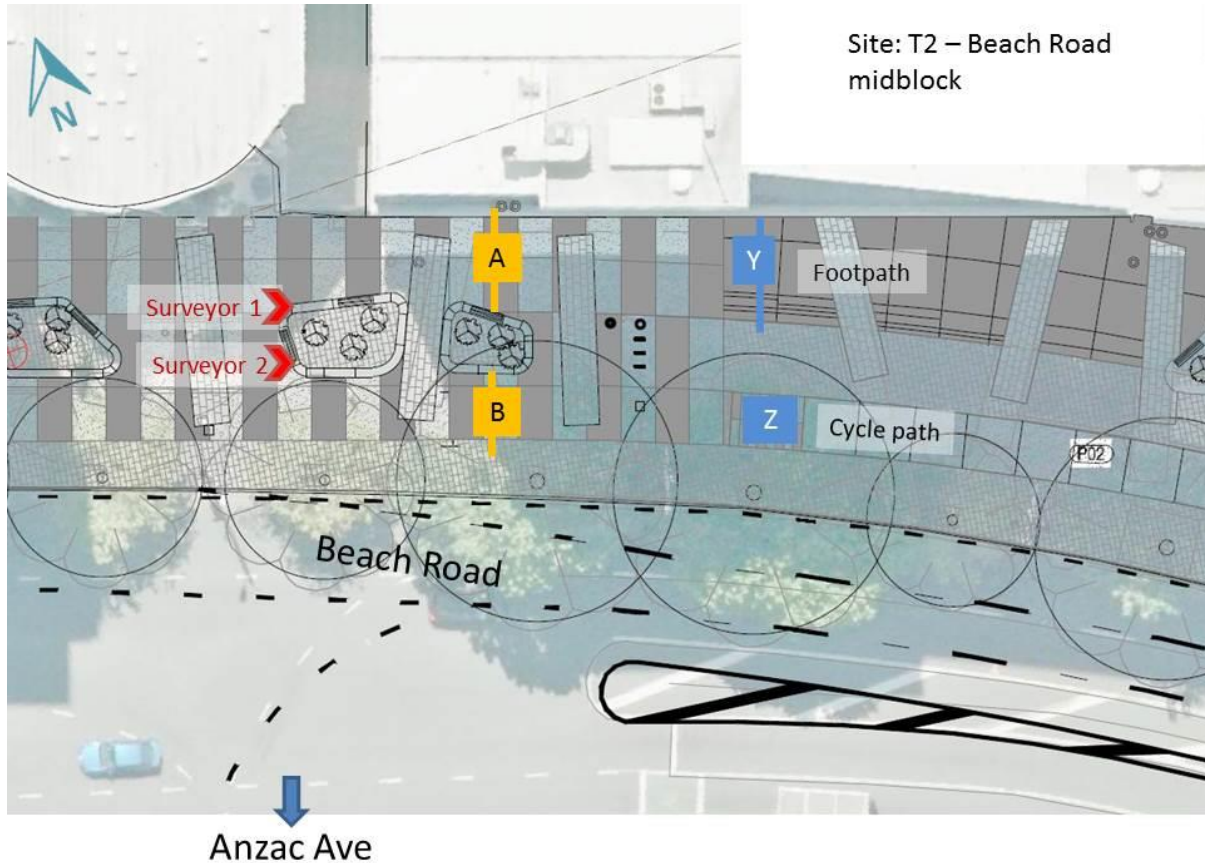 Site: T2 – Beach Road
midblock
N
A
Y
Footpath
Surveyor 1
Surveyor 2
B
Z
Cycle path
P02
Beach Road
Anzac Ave